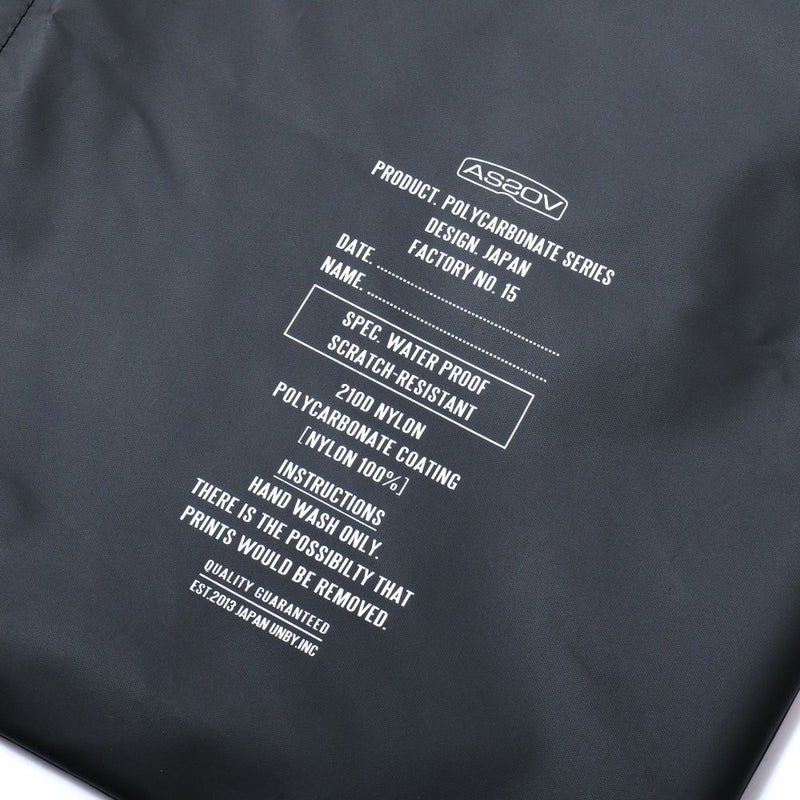 ASSOV
PRODUCT. POLYCARBONATE SERIES
DESIGN. JAPAN
FACTORY NO. 15
DATE.
NAME.
SPEC. WATER PROOF
SCRATCH-RESISTANT
210D NYLON
POLYCARBONATE COATING
[NYLON 100%]
INSTRUCTIONS
HAND WASH ONLY.
THERE IS THE POSSIBILTY THAT
PRINTS WOULD BE REMOVED.
QUALITY GUARANTEED
EST.2013 JAPAN UNBY.INC